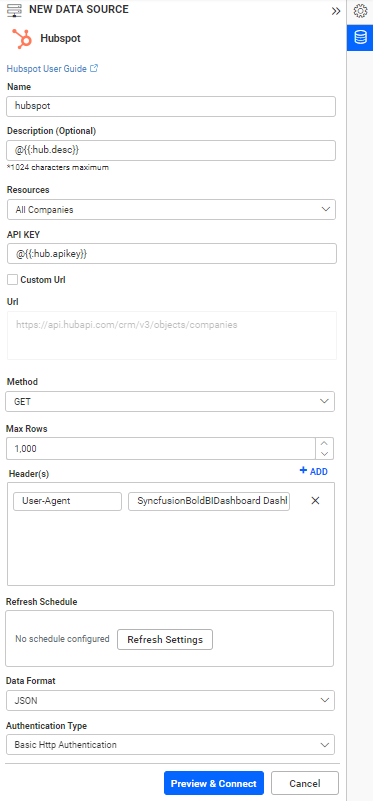 NEW DATA SOURCE
Hubspot
Hubspot User Guide
Name
hubspot
Description (Optional)
@{{:hub.desc}}
*1024 characters maximum
Resources
All Companies
API KEY
@{{:hub.apikey}}
Custom Url
Url
https://api.hubapi.com/crm/v3/objects/companies
Method
GET
Max Rows
1,000
Header(s) + ADD
User-Agent SyncfusionBoldBIDashboard Dashl
Refresh Schedule
No schedule configured Refresh Settings
Data Format
JSON
Authentication Type
Basic Http Authentication
Preview & Connect Cancel